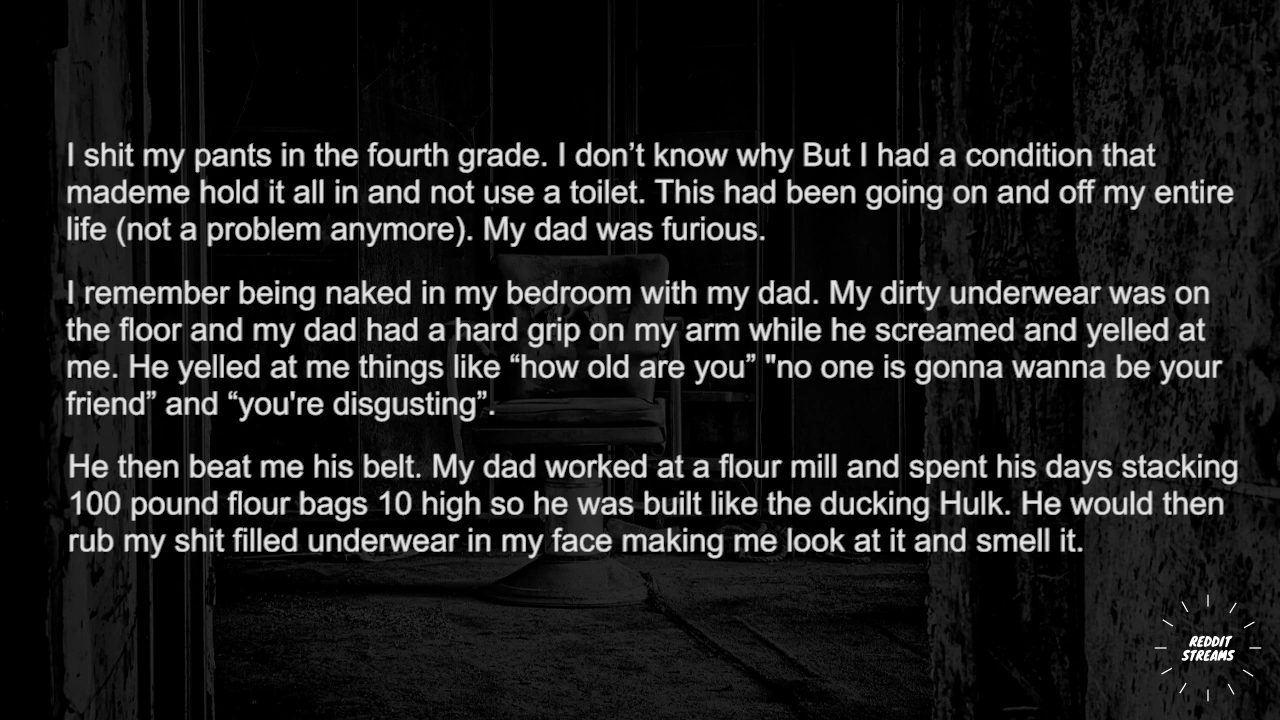 I shit my pants in the fourth grade. I don’t know why But I had a condition that
mademe hold it all in and not use a toilet. This had been going on and off my entire
life (not a problem anymore). My dad was furious.
I remember being naked in my bedroom with my dad. My dirty underwear was on
the floor and my dad had a hard grip on my arm while he screamed and yelled at
me. He yelled at me things like “how old are you” "no one is gonna wanna be your
friend” and “you're disgusting”.
He then beat me his belt. My dad worked at a flour mill and spent his days stacking
100 pound flour bags 10 high so he was built like the ducking Hulk. He would then
rub my shit filled underwear in my face making me look at it and smell it.
REDDIT
STREAMS